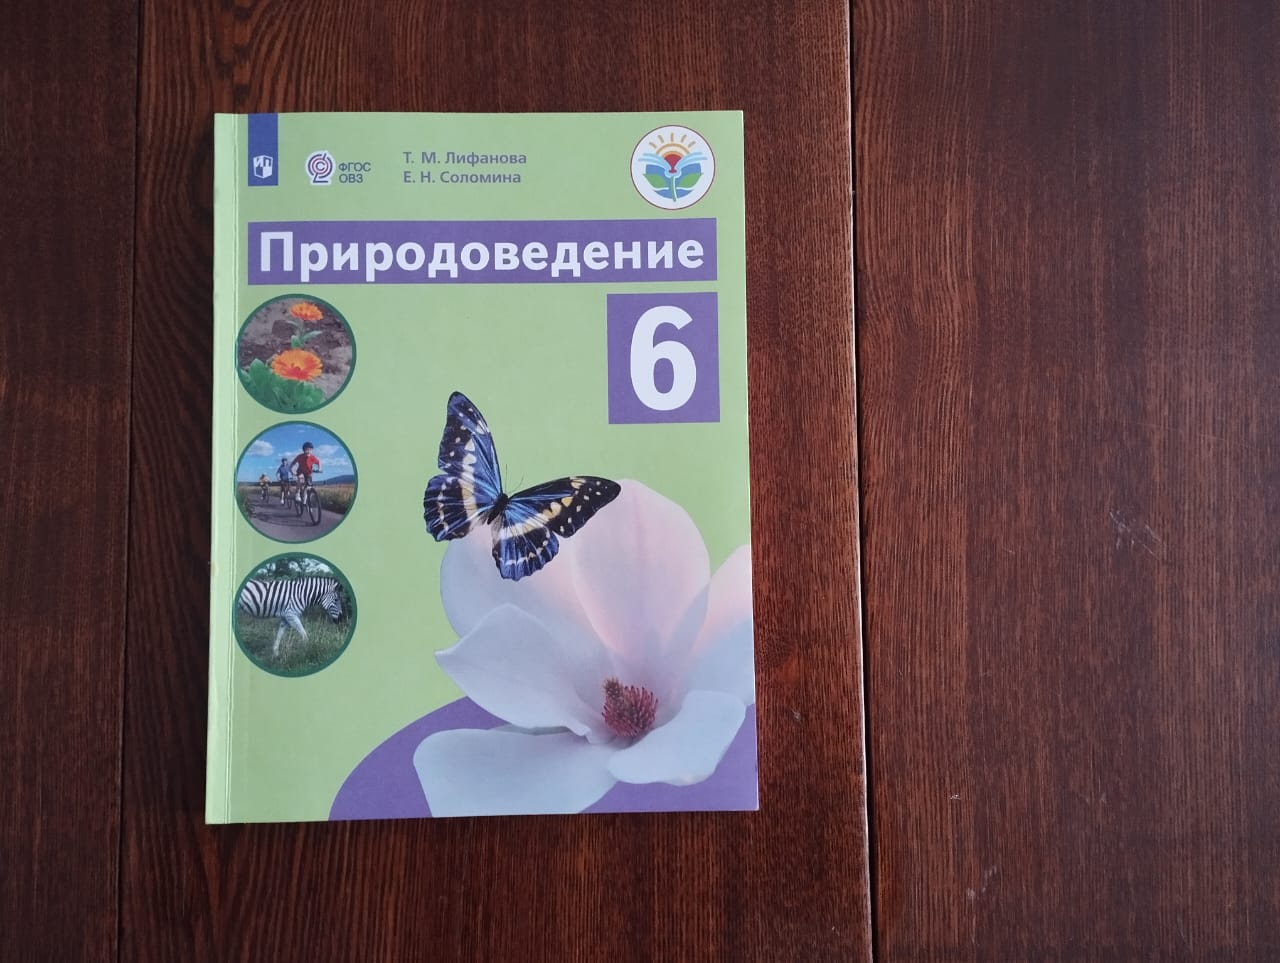 ФГОС
ОВЗ
Т. М. Лифанова
Е. Н. Соломина
Природоведение
6